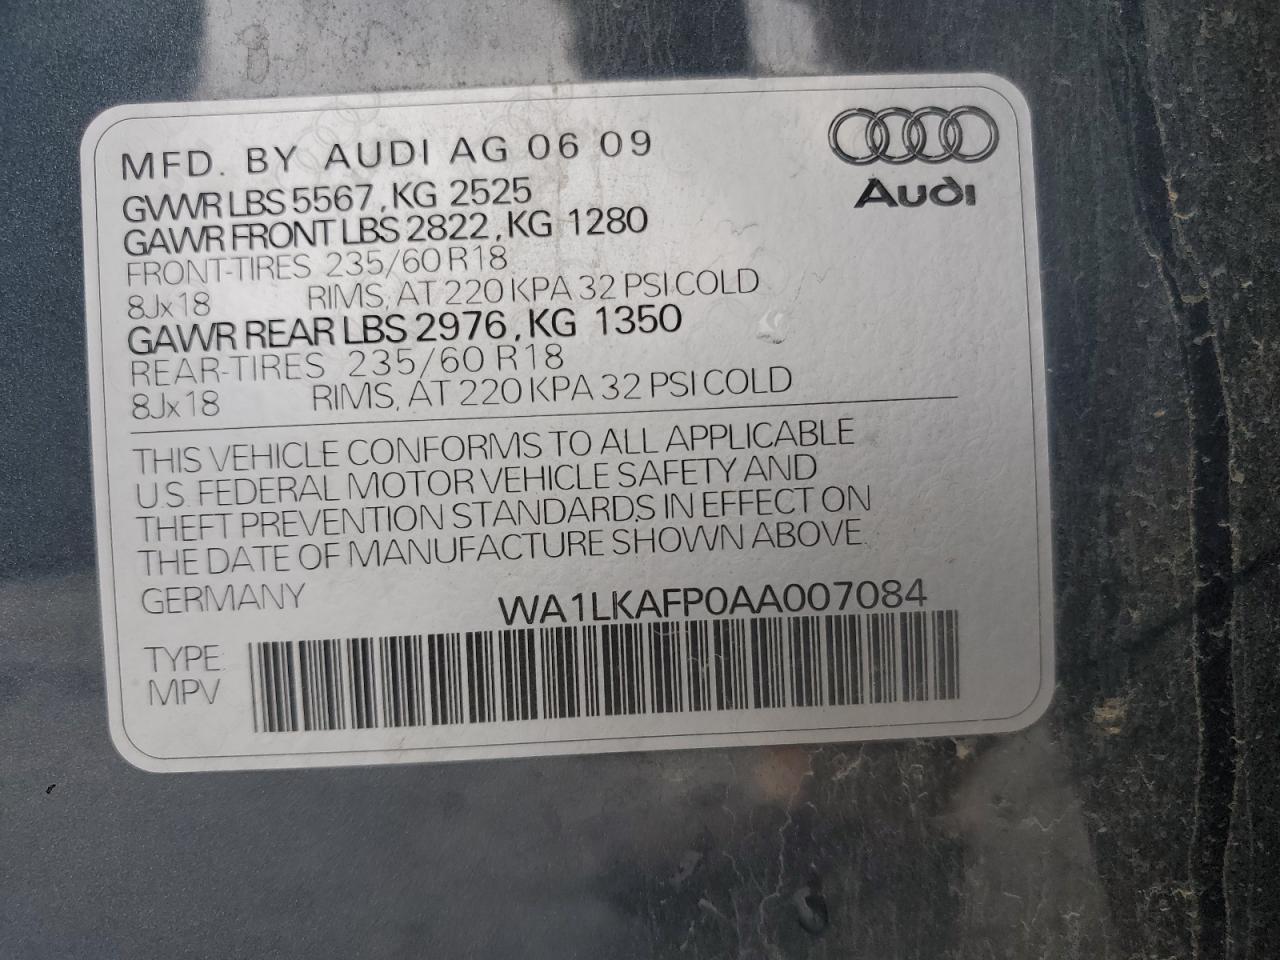 MFD. BY AUDI AG 06 09
Audi
GVWR LBS 5567, KG 2525
GAWR FRONT LBS 2822, KG 1280
FRONT-TIRES 235/60 R18
8Jx18 RIMS, AT 220 KPA 32 PSI COLD
GAWR REAR LBS 2976, KG 1350
REAR-TIRES 235/60 R18
8Jx18 RIMS, AT 220 KPA 32 PSI COLD
THIS VEHICLE CONFORMS TO ALL APPLICABLE
U.S. FEDERAL MOTOR VEHICLE SAFETY AND
THEFT PREVENTION STANDARDS IN EFFECT ON
THE DATE OF MANUFACTURE SHOWN ABOVE.
GERMANY WA1LKAFP0AA007084
TYPE.
MPV